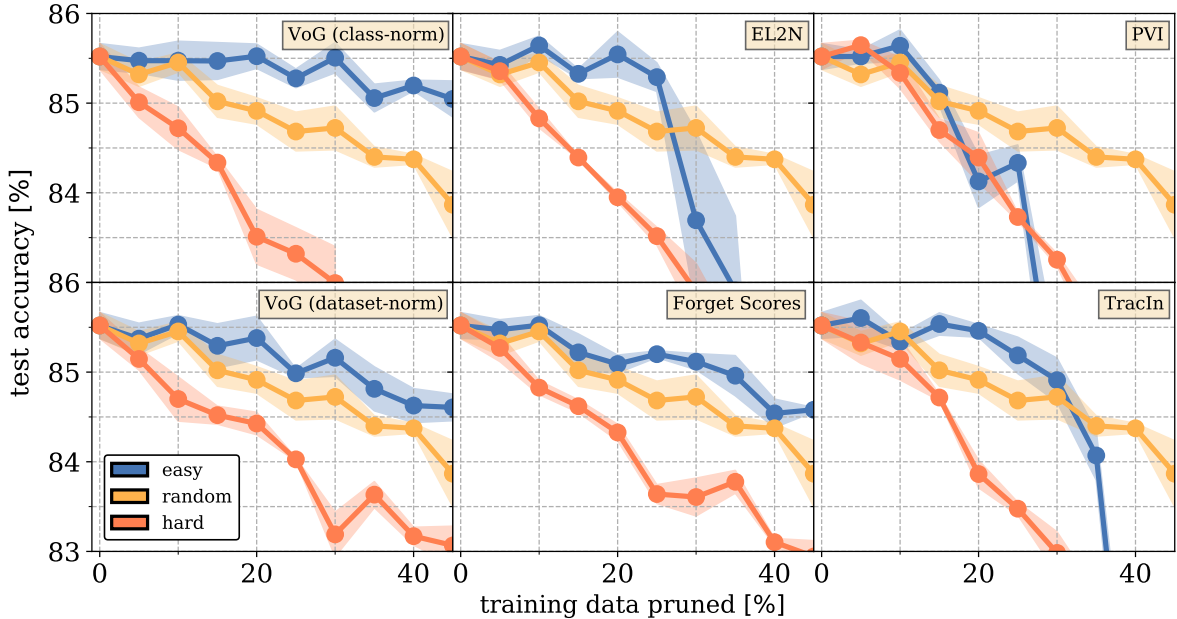 86
VoG (class-norm)
EL2N
PVI
85
84
86
VoG (dataset-norm)
Forget Scores
TracIn
85
84
83
easy
random
hard
0
20
40
0
20
40
0
20
40
test accuracy [%]
training data pruned [%]